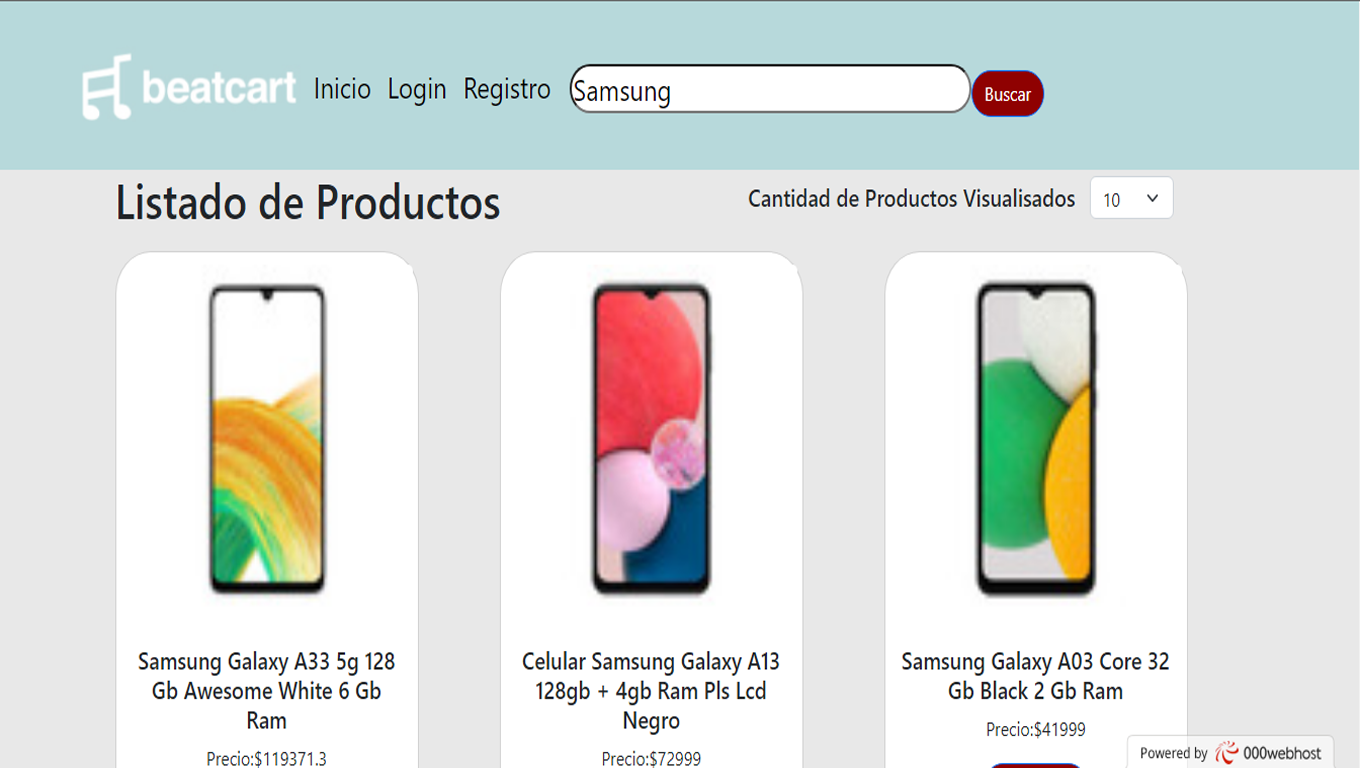 beatcart Inicio Login Registro Samsung Buscar
Listado de Productos
Cantidad de Productos Visualisados 10
Samsung Galaxy A33 5g 128
Gb Awesome White 6 Gb
Ram
Precio:$119371.3
Celular Samsung Galaxy A13
128gb + 4gb Ram Pls Lcd
Negro
Precio:$72999
Samsung Galaxy A03 Core 32
Gb Black 2 Gb Ram
Precio:$41999
Powered by 000webhost